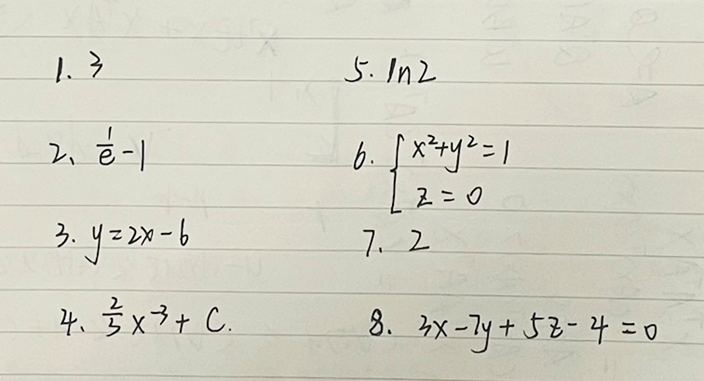 1. 3
2、 1/e - 1
3. y = 2x - 6
4、 2/3 x^-3 + C.
5. ln2
6. { x²+y²=1
z = 0
7. 2
8. 3x-7y+5z-4=0